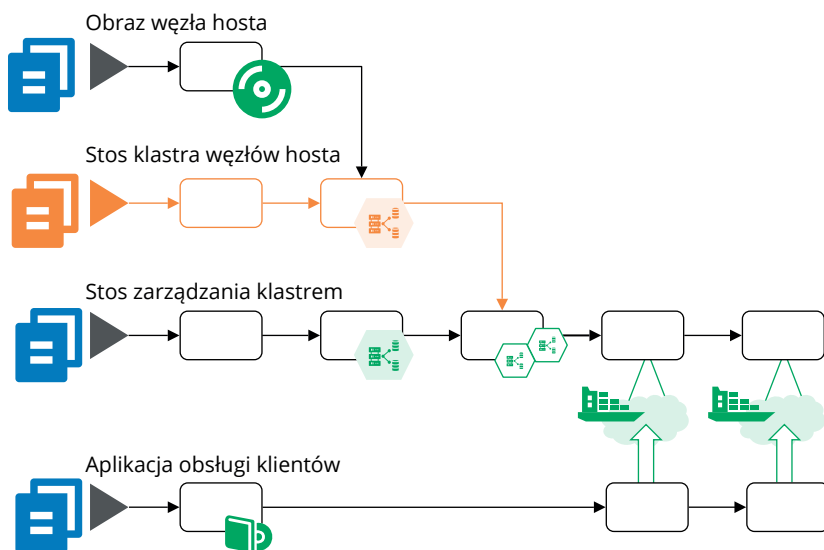 Obraz węzła hosta
Stos klastra węzłów hosta
Stos zarządzania klastrem
Aplikacja obsługi klientów